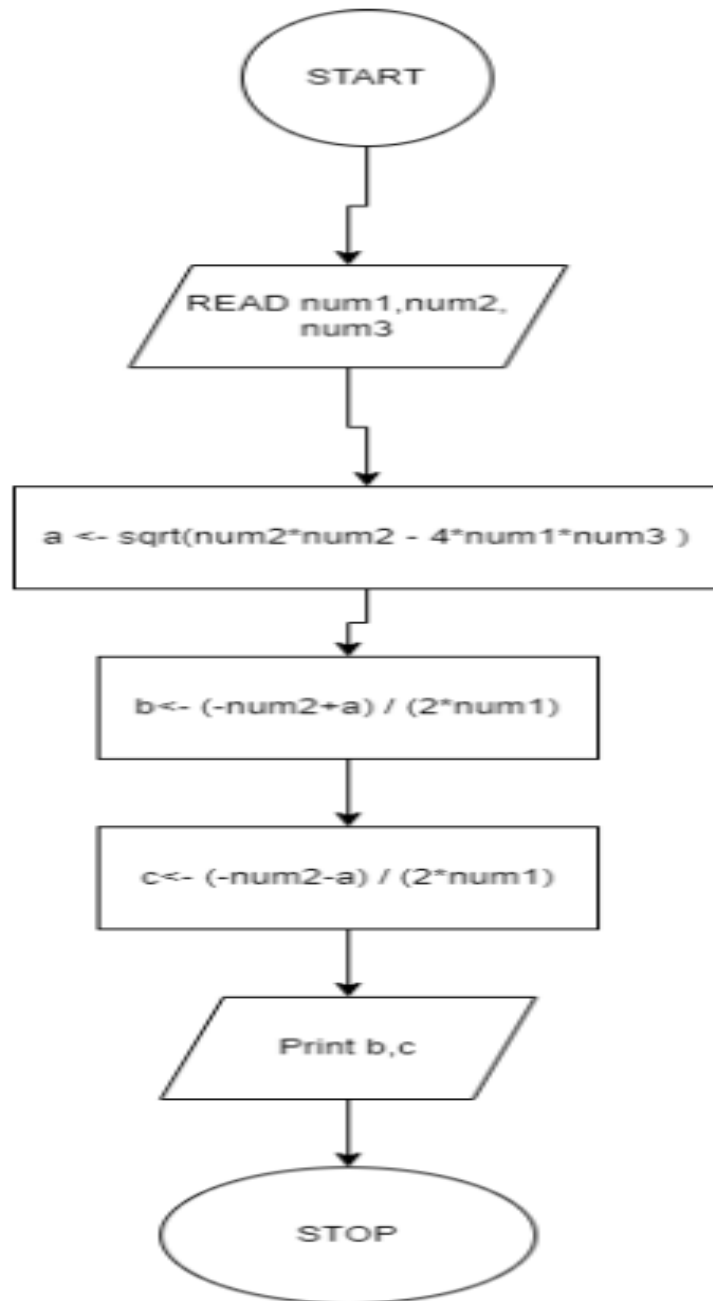 START
READ num1,num2,
num3
a <- sqrt(num2*num2 - 4*num1*num3 )
b<- (-num2+a) / (2*num1)
c<- (-num2-a) / (2*num1)
Print b,c
STOP